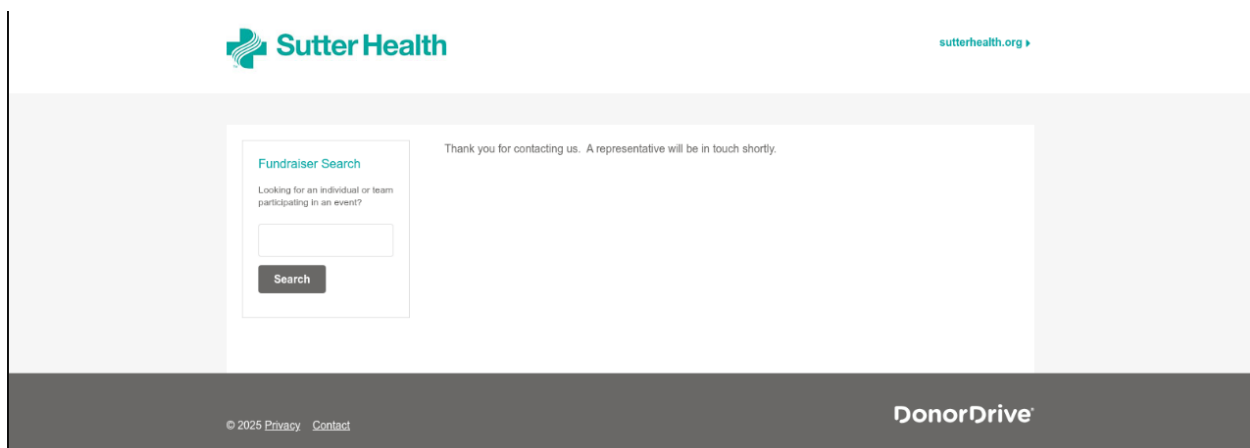 Sutter Health
sutterhealth.org
Fundraiser Search
Looking for an individual or team
participating in an event?
Search
Thank you for contacting us.  A representative will be in touch shortly.
© 2025 Privacy Contact
DonorDrive